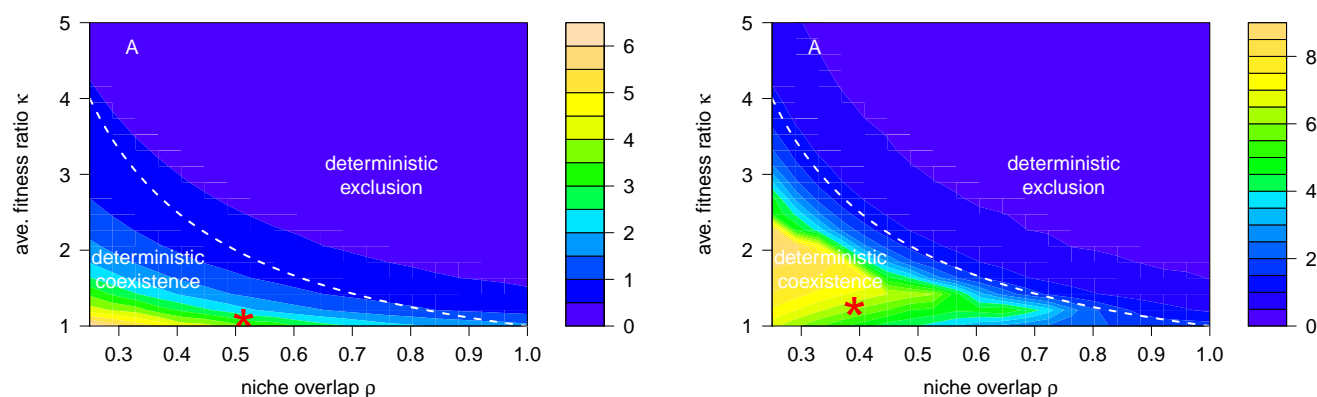 A
deterministic
exclusion
deterministic
coexistence
*
5
4
3
2
1
0.3 0.4 0.5 0.6 0.7 0.8 0.9 1.0
niche overlap ρ
ave. fitness ratio κ
6
5
4
3
2
1
0
A
deterministic
exclusion
deterministic
coexistence
*
5
4
3
2
1
0.3 0.4 0.5 0.6 0.7 0.8 0.9 1.0
niche overlap ρ
ave. fitness ratio κ
8
6
4
2
0